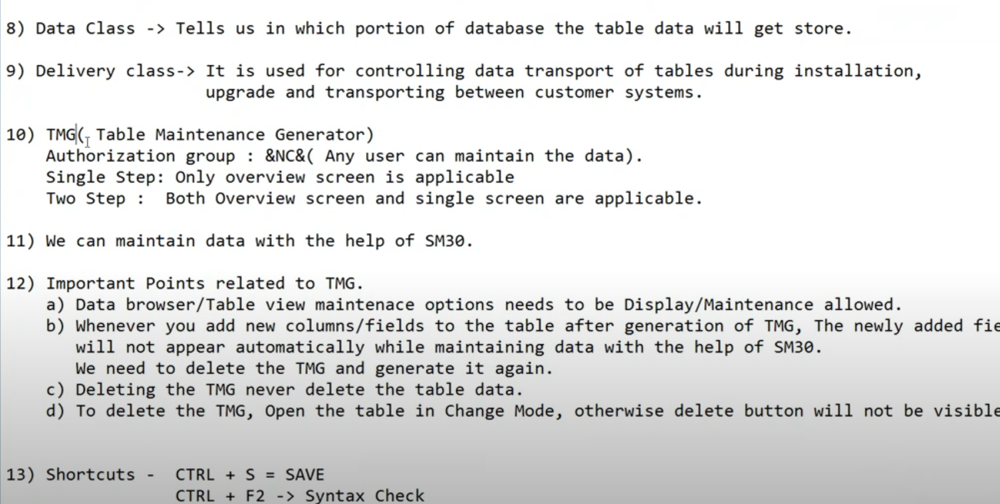 8) Data Class -> Tells us in which portion of database the table data will get store.
9) Delivery class-> It is used for controlling data transport of tables during installation,
upgrade and transporting between customer systems.
10) TMG( Table Maintenance Generator)
Authorization group : &NC&( Any user can maintain the data).
Single Step: Only overview screen is applicable
Two Step :  Both Overview screen and single screen are applicable.
11) We can maintain data with the help of SM30.
12) Important Points related to TMG.
a) Data browser/Table view maintenace options needs to be Display/Maintenance allowed.
b) Whenever you add new columns/fields to the table after generation of TMG, The newly added
will not appear automatically while maintaining data with the help of SM30.
We need to delete the TMG and generate it again.
c) Deleting the TMG never delete the table data.
d) To delete the TMG, Open the table in Change Mode, otherwise delete button will not be visible
13) Shortcuts -  CTRL + S = SAVE
CTRL + F2 -> Syntax Check